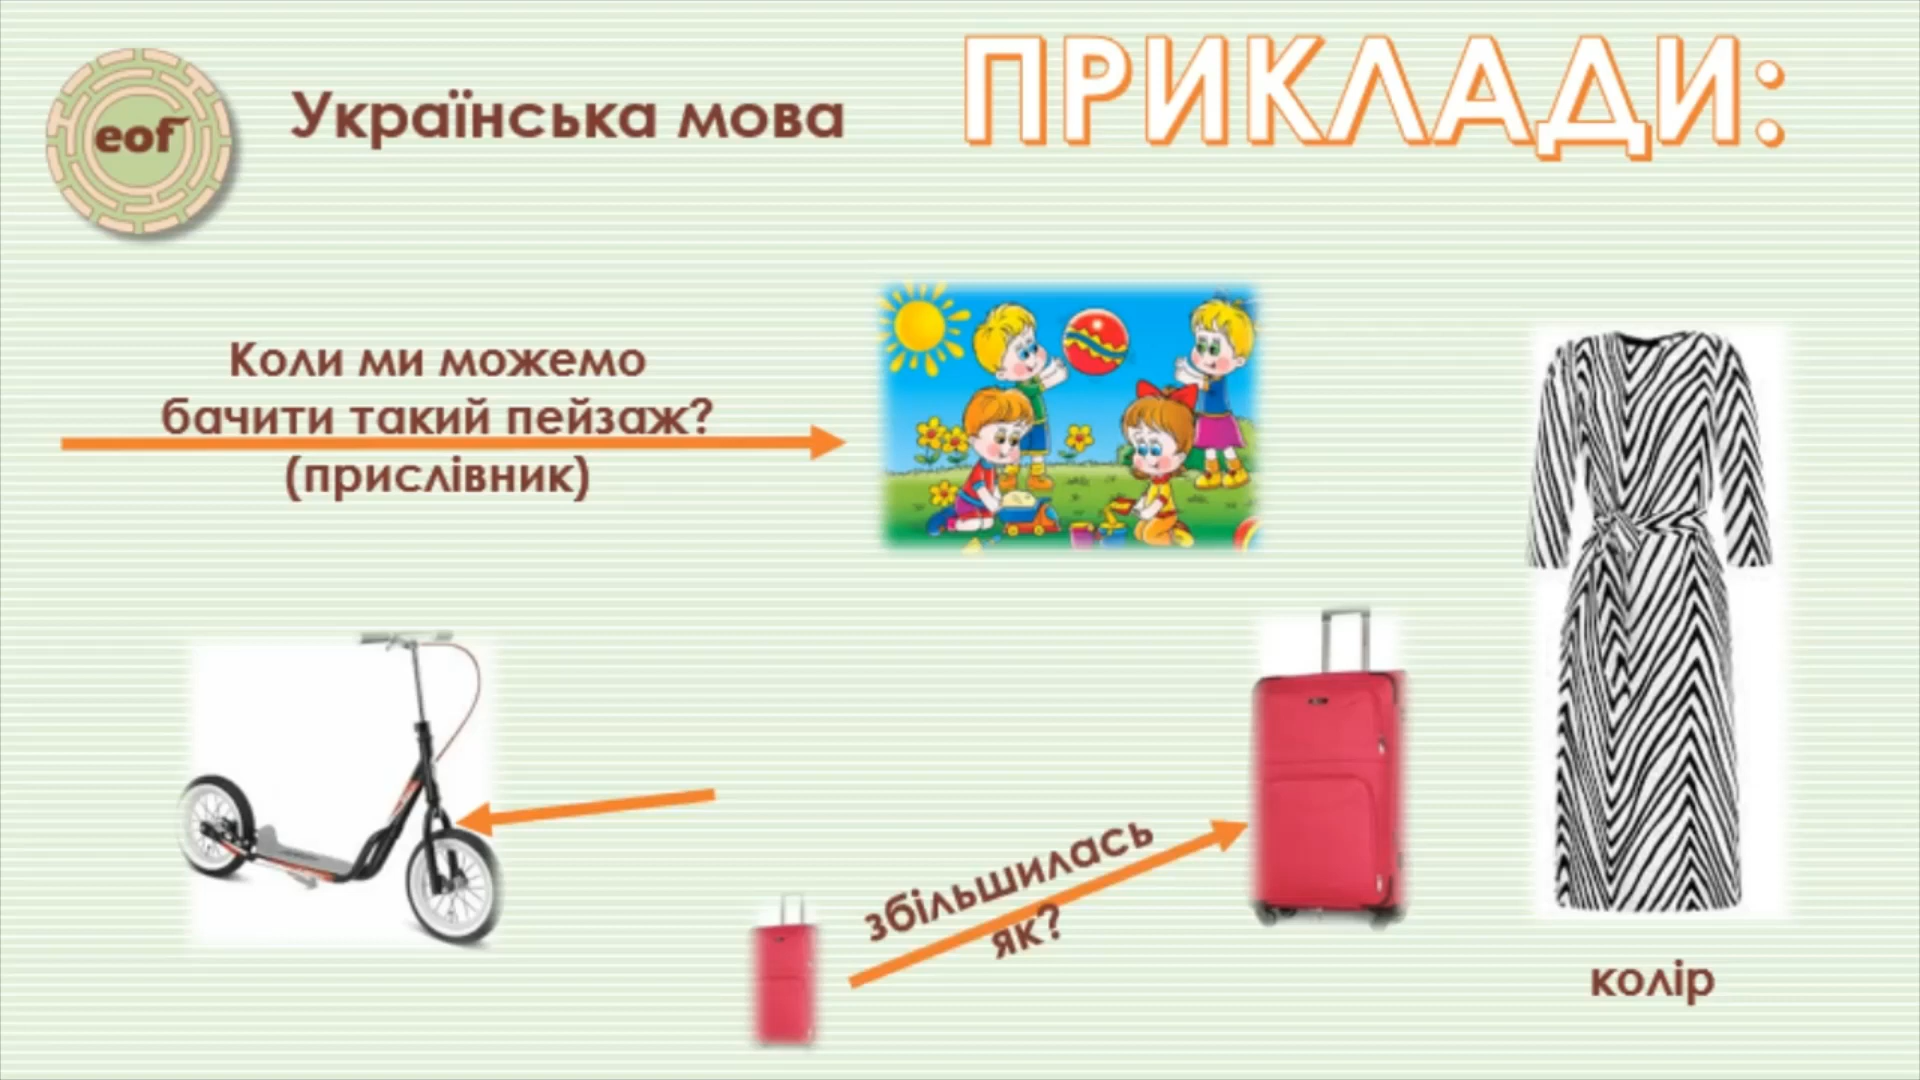 eof
Українська мова
ПРИКЛАДИ:
Коли ми можемо
бачити такий пейзаж?
(прислівник)
збільшилась
як?
колір